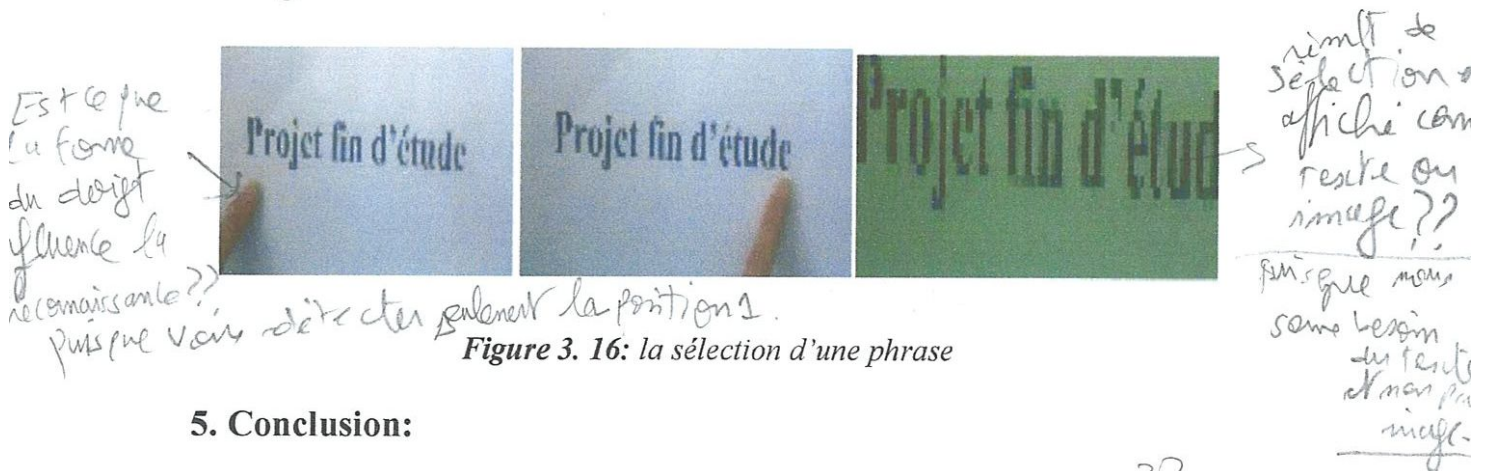 Est ce que
la forme
du doigt
influence la
reconnaissance??
puisque vous détecter seulement la position 1.
Projet fin d'étude
Projet fin d'étude
Projet fin d'étud
de
sélection
affiché com
texte ou
image??
puisque nous
besoin
du texte
et non pas
image.
Figure 3. 16: la sélection d'une phrase
5. Conclusion: